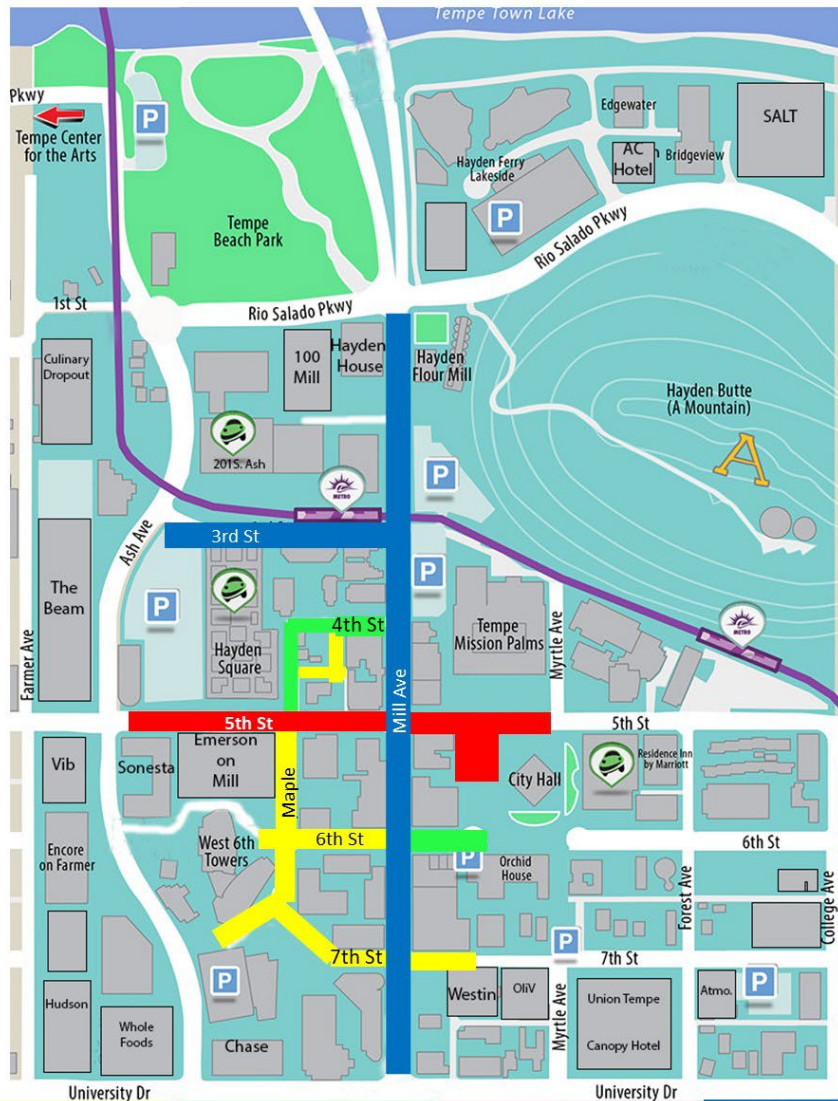 Tempe Town Lake
Pkwy
Tempe Center
for the Arts
P
Edgewater
SALT
AC
Hotel
Bridgeview
Hayden Ferry
Lakeside
P
Tempe
Beach Park
Rio Salado Pkwy
1st St
Rio Salado Pkwy
Culinary
Dropout
100
Mill
Hayden
House
Hayden
Flour Mill
Hayden Butte
(A Mountain)
A
201S. Ash
METRO
P
Ash Ave
3rd St
The
Beam
P
Hayden
Square
P
4th St
Tempe
Mission Palms
Myrtle Ave
METRO
Farmer Ave
Mill Ave
5th St
5th St
Vib
Sonesta
Emerson
on
Mill
Maple
City Hall
Residence Inn
by Marriott
Encore
on Farmer
West 6th
Towers
6th St
6th St
P
Orchid
House
Forest Ave
College Ave
7th St
P
7th St
P
Hudson
Whole
Foods
Chase
Westin
OliV
Myrtle Ave
Union Tempe
Canopy Hotel
Atmo.
P
University Dr
University Dr